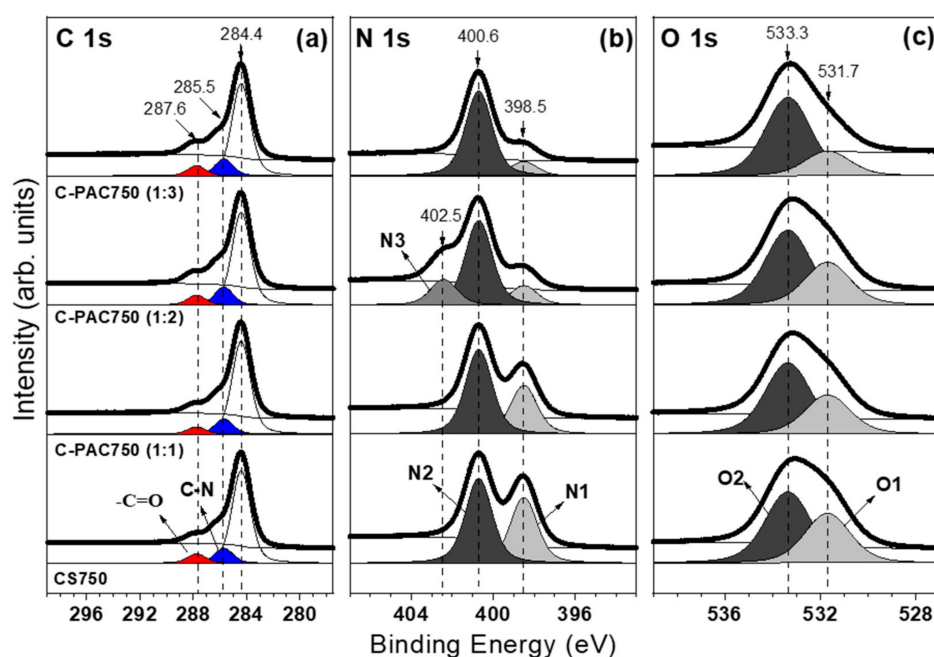 C 1s
(a)
284.4
285.5
287.6
N 1s
(b)
400.6
398.5
O 1s
(c)
533.3
531.7
C-PAC750 (1:3)
402.5
N3
C-PAC750 (1:2)
C-PAC750 (1:1)
-C=O
C-N
N2
N1
O2
O1
CS750
Intensity (arb. units)
296 292 288 284 280
404 400 396
536 532 528
Binding Energy (eV)